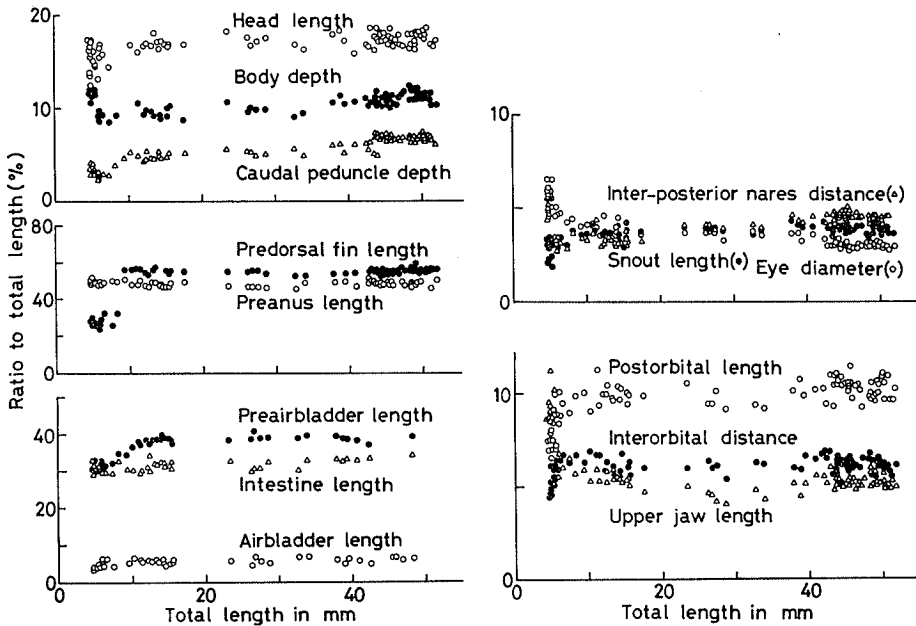 20
Head length
Body depth
10
Caudal peduncle depth
0
Ratio to total length (%)
80
Predorsal fin length
40
Preanus length
0
Preairbladder length
40
Intestine length
Airbladder length
0
0 20 40
Total length in mm
10
Inter-posterior nares distance(▵)
Snout length(•) Eye diameter(○)
0
Postorbital length
10
Interorbital distance
Upper jaw length
0
0 20 40
Total length in mm